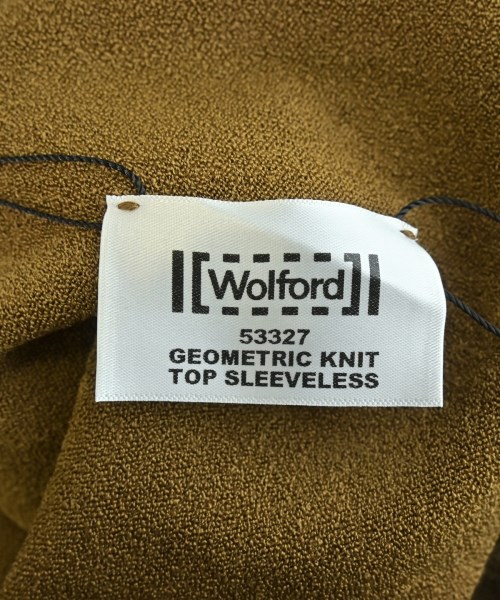 Wolford
53327
GEOMETRIC KNIT
TOP SLEEVELESS